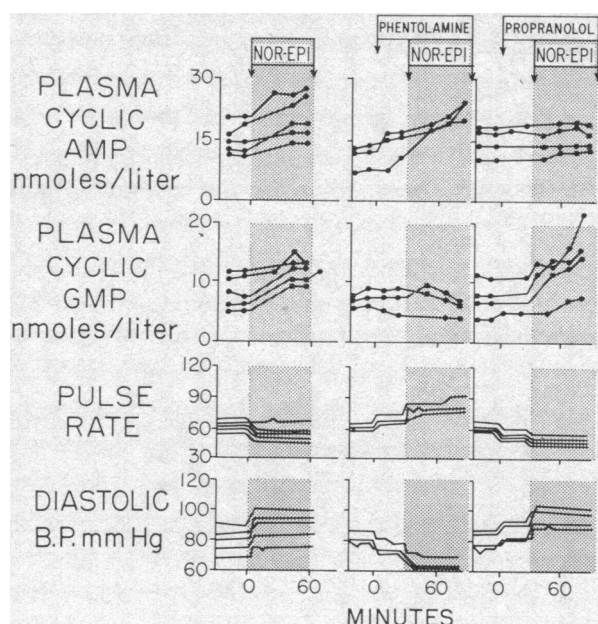 PHENTOLAMINE PROPRANOLOL
NOR-EPI NOR-EPI NOR-EPI
PLASMA
CYCLIC
AMP
nmoles/liter
30
15
0
PLASMA
CYCLIC
GMP
nmoles/liter
20
10
0
PULSE
RATE
120
90
60
30
DIASTOLIC
B.P. mm Hg
120
100
80
60
0 60 0 60 0 60
MINUTES